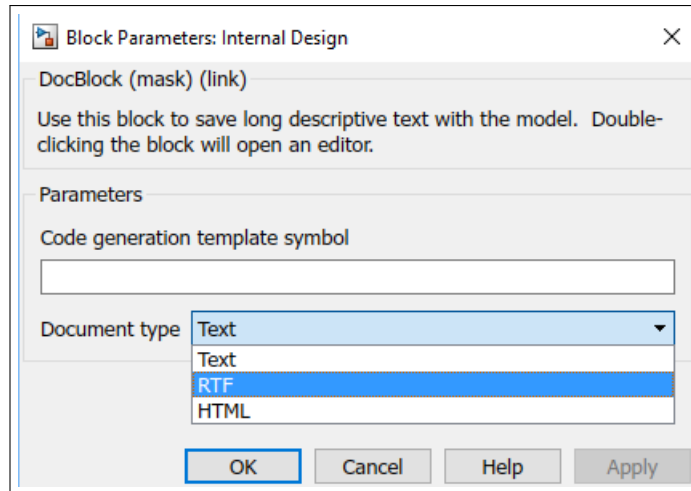 Block Parameters: Internal Design
DocBlock (mask) (link)
Use this block to save long descriptive text with the model. Double-
clicking the block will open an editor.
Parameters
Code generation template symbol
Document type Text
Text
RTF
HTML
OK Cancel Help Apply